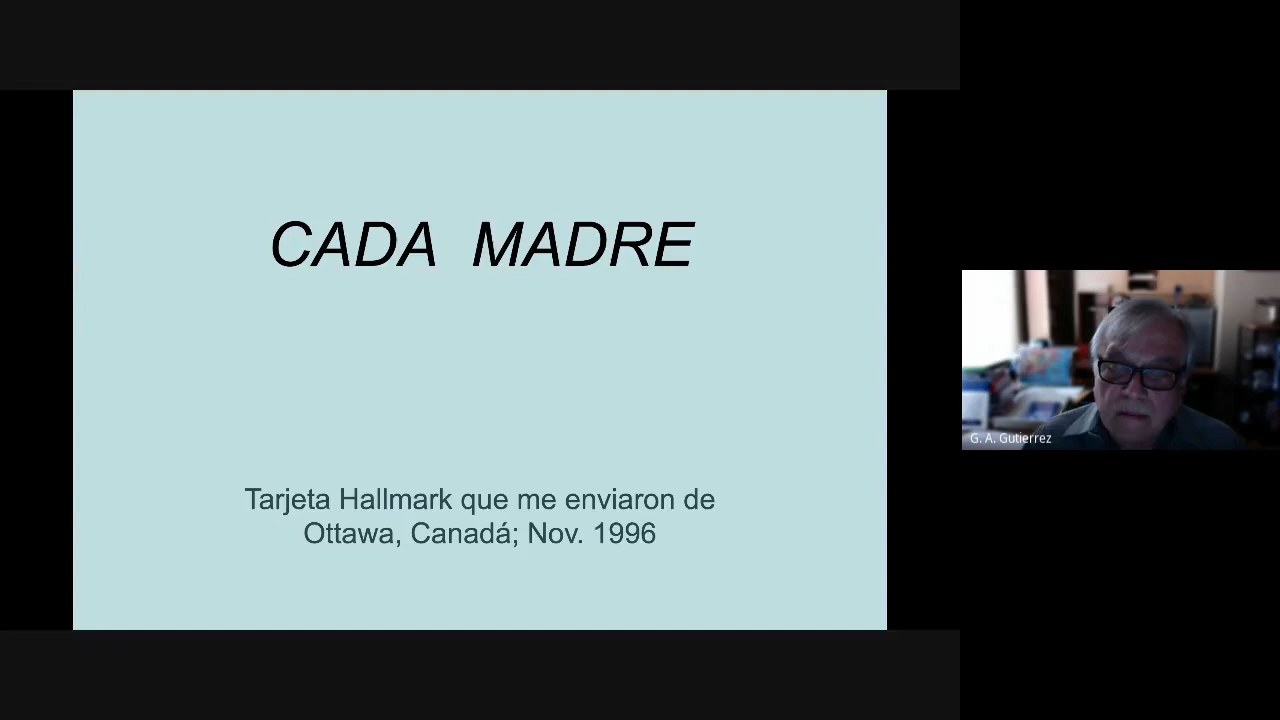 CADA MADRE
Tarjeta Hallmark que me enviaron de
Ottawa, Canadá; Nov. 1996
G. A. Gutierrez